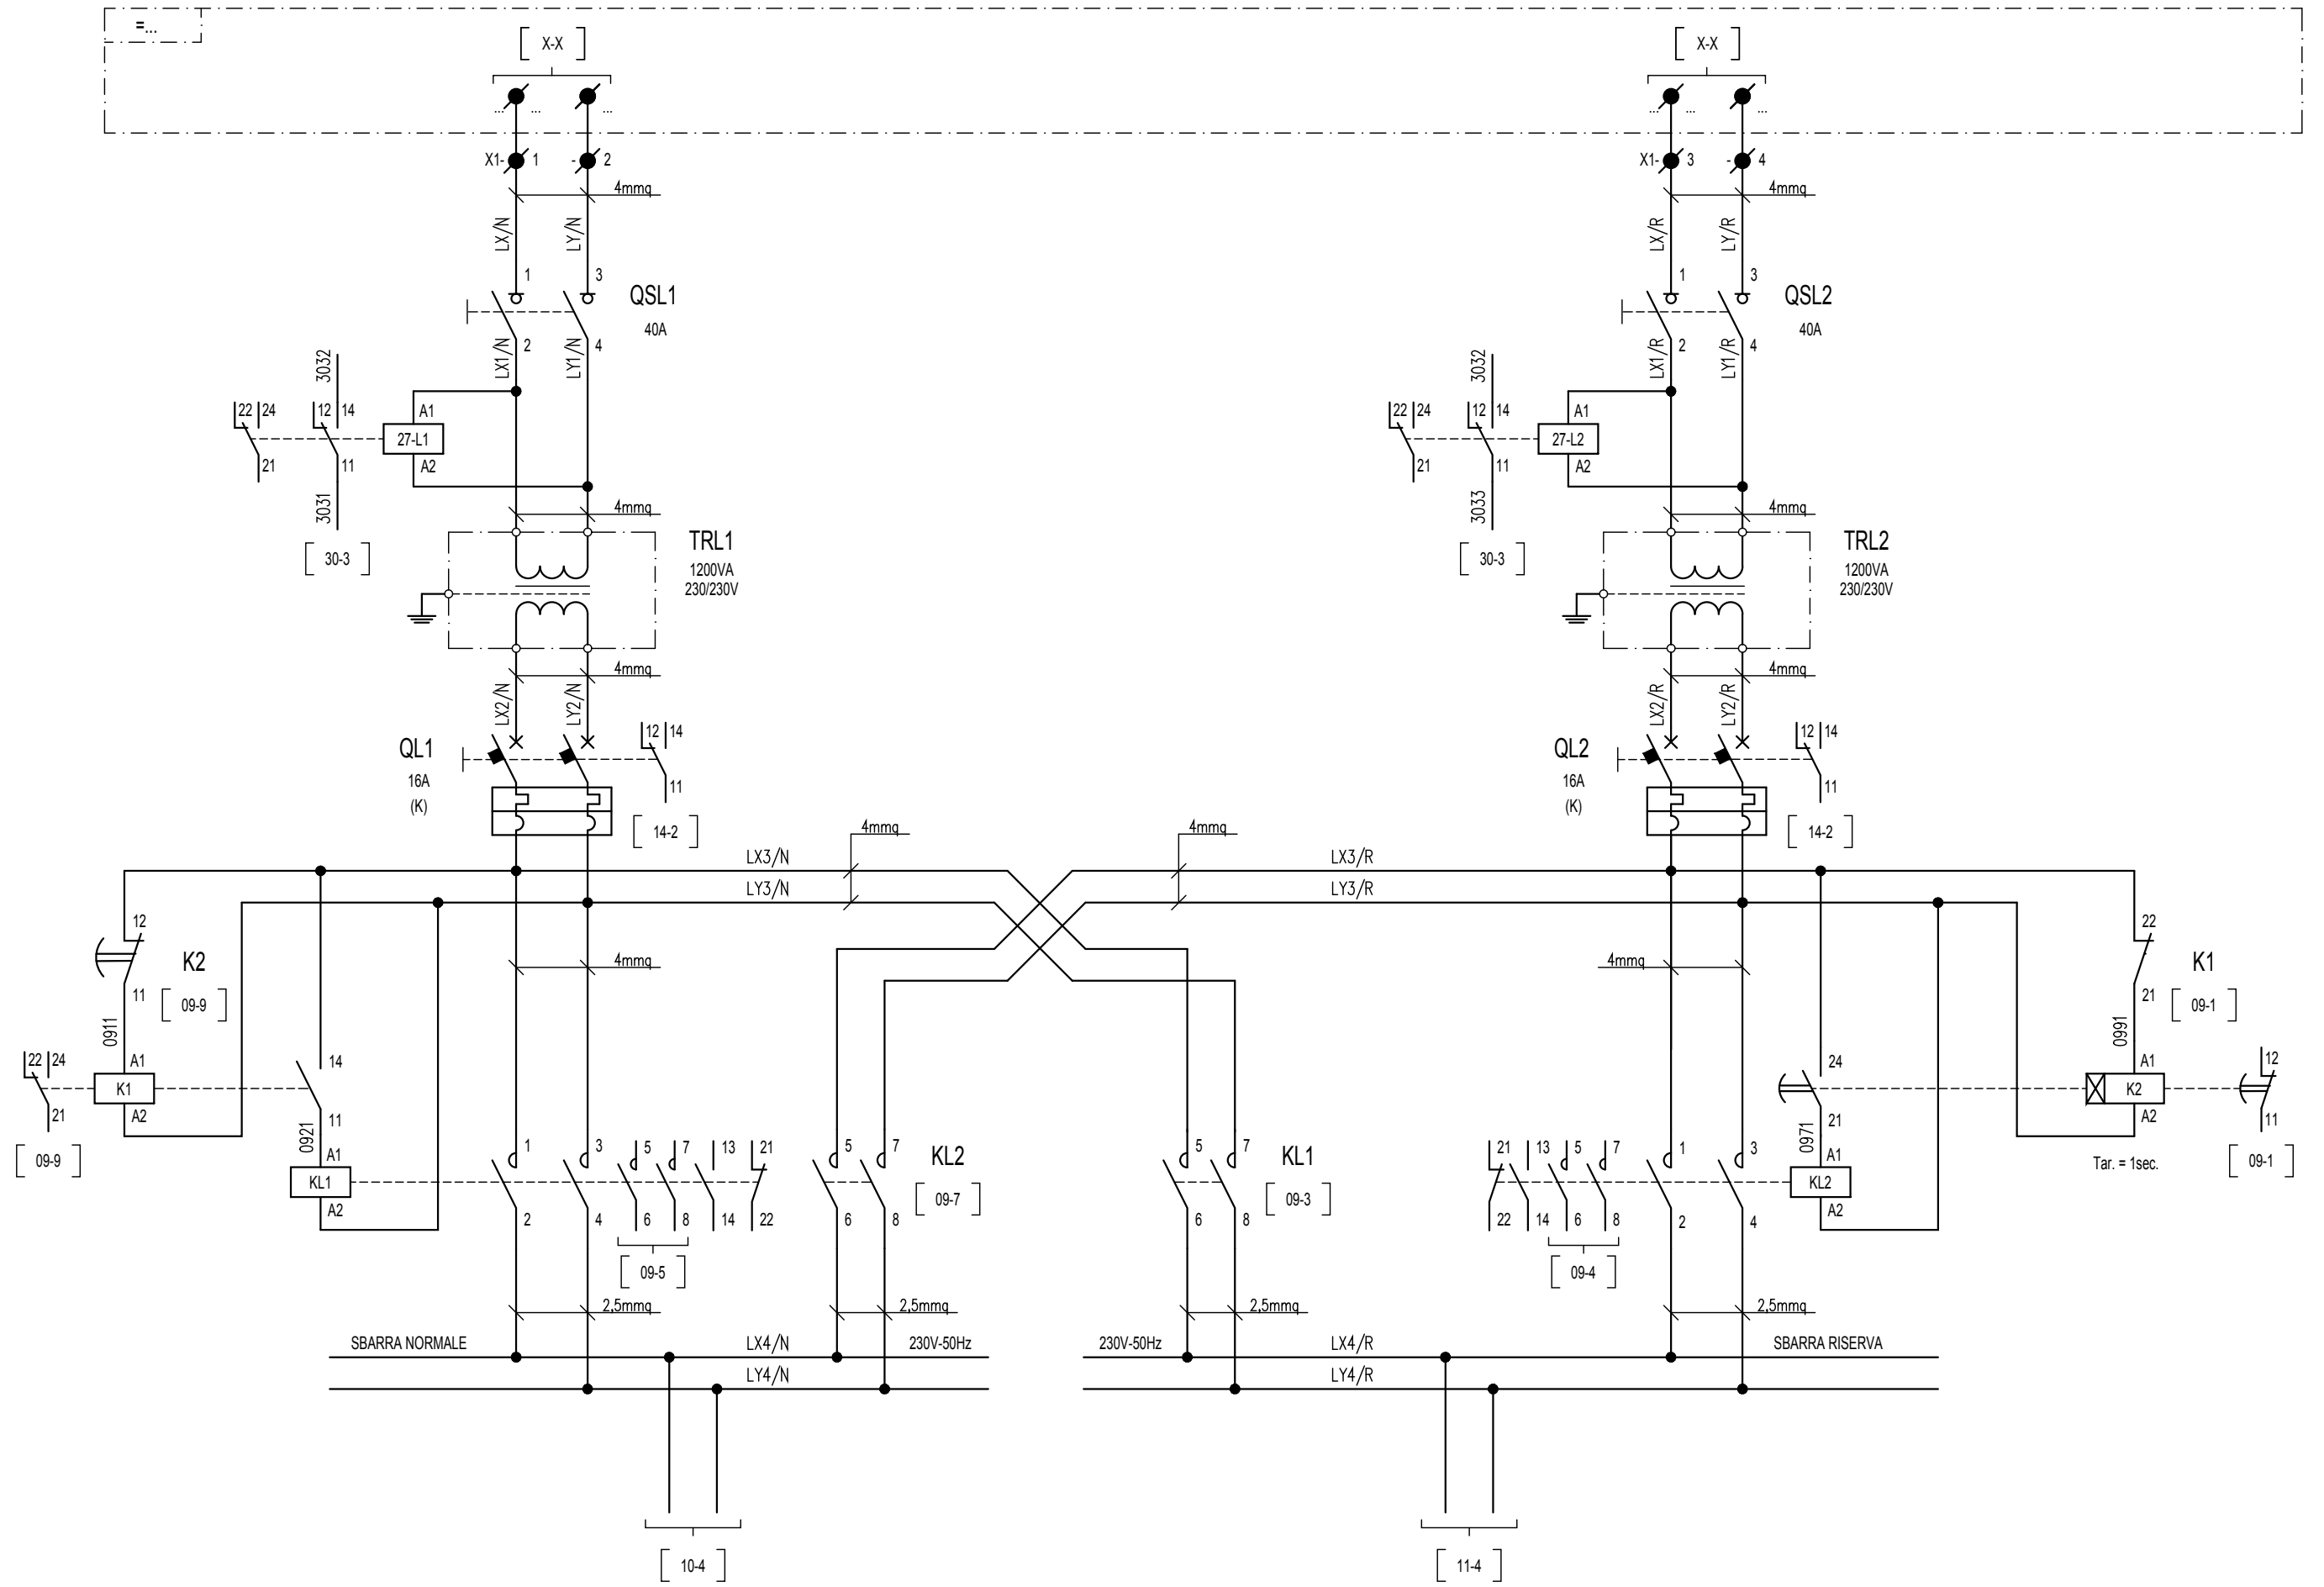 =...
X-X X-X
... ... ... ... ... ...
X1- 1 - 2 X1- 3 - 4
4mmq 4mmq
LX/N LY/N LX/R LY/R
1 3 1 3
QSL1 QSL2
40A 40A
2 4 2 4
LX1/N LY1/N LX1/R LY1/R
3032 3032
22 24 12 14 A1 22 24 12 14 A1
27-L1 27-L2
21 11 A2 21 11 A2
3031 3033
4mmq 4mmq
30-3 30-3
TRL1 TRL2
1200VA 1200VA
230/230V 230/230V
4mmq 4mmq
LX2/N LY2/N LX2/R LY2/R
12 14 12 14
QL1 QL2
16A 11 16A 11
(K) (K)
14-2 14-2
4mmq 4mmq
LX3/N LX3/R
LY3/N LY3/R
12 22
K2 4mmq 4mmq K1
11 21
09-9 09-1
0911 0991
22 24 A1 14 24 A1 12
K1 K2
21 A2 11 21 A2 11
0921 0971
09-9 Tar. = 1sec. 09-1
A1 1 3 5 7 13 21 5 7 KL2 5 7 KL1 21 13 5 7 1 3 A1
KL1 09-7 09-3 KL2
A2 2 4 6 8 14 22 6 8 6 8 22 14 6 8 2 4 A2
09-5 09-4
2,5mmq 2,5mmq 2,5mmq 2,5mmq
SBARRA NORMALE LX4/N 230V-50Hz 230V-50Hz LX4/R SBARRA RISERVA
LY4/N LY4/R
10-4 11-4